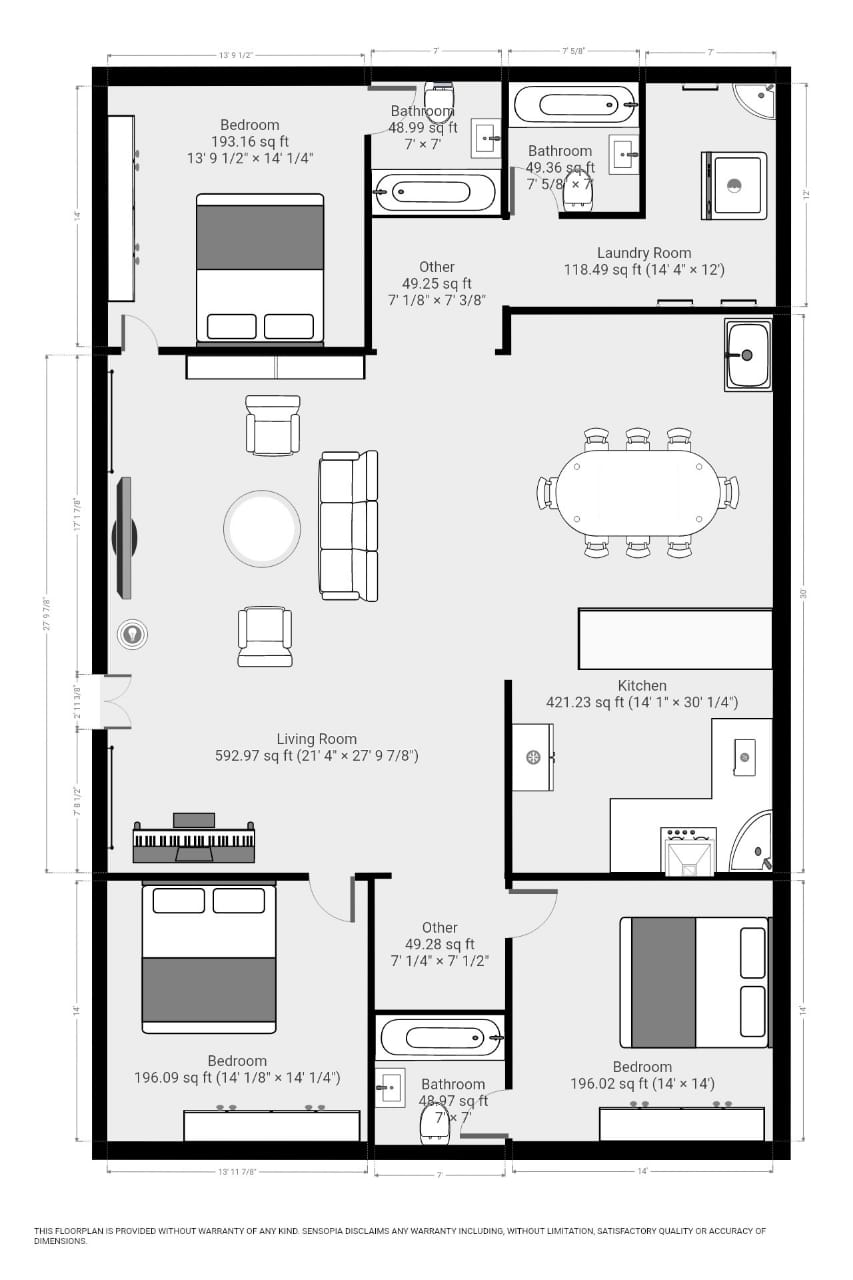 13' 9 1/2"
7'
7' 5/8"
7'
Bedroom
193.16 sq ft
13' 9 1/2" × 14' 1/4"
Bathroom
48.99 sq ft
7' × 7'
Bathroom
49.36 sq ft
7' 5/8" × 7'
14'
12'
Other
49.25 sq ft
7' 1/8" × 7' 3/8"
Laundry Room
118.49 sq ft (14' 4" × 12')
17' 1 7/8"
27' 9 7/8"
30'
2' 11 3/8"
Kitchen
421.23 sq ft (14' 1" × 30' 1/4")
Living Room
592.97 sq ft (21' 4" × 27' 9 7/8")
7' 8 1/2"
Other
49.28 sq ft
7' 1/4" × 7' 1/2"
14'
14'
Bedroom
196.09 sq ft (14' 1/8" × 14' 1/4")
Bathroom
48.97 sq ft
7' × 7'
Bedroom
196.02 sq ft (14' × 14')
13' 11 7/8"
7'
14'
THIS FLOORPLAN IS PROVIDED WITHOUT WARRANTY OF ANY KIND. SENSOPIA DISCLAIMS ANY WARRANTY INCLUDING, WITHOUT LIMITATION, SATISFACTORY QUALITY OR ACCURACY OF
DIMENSIONS.